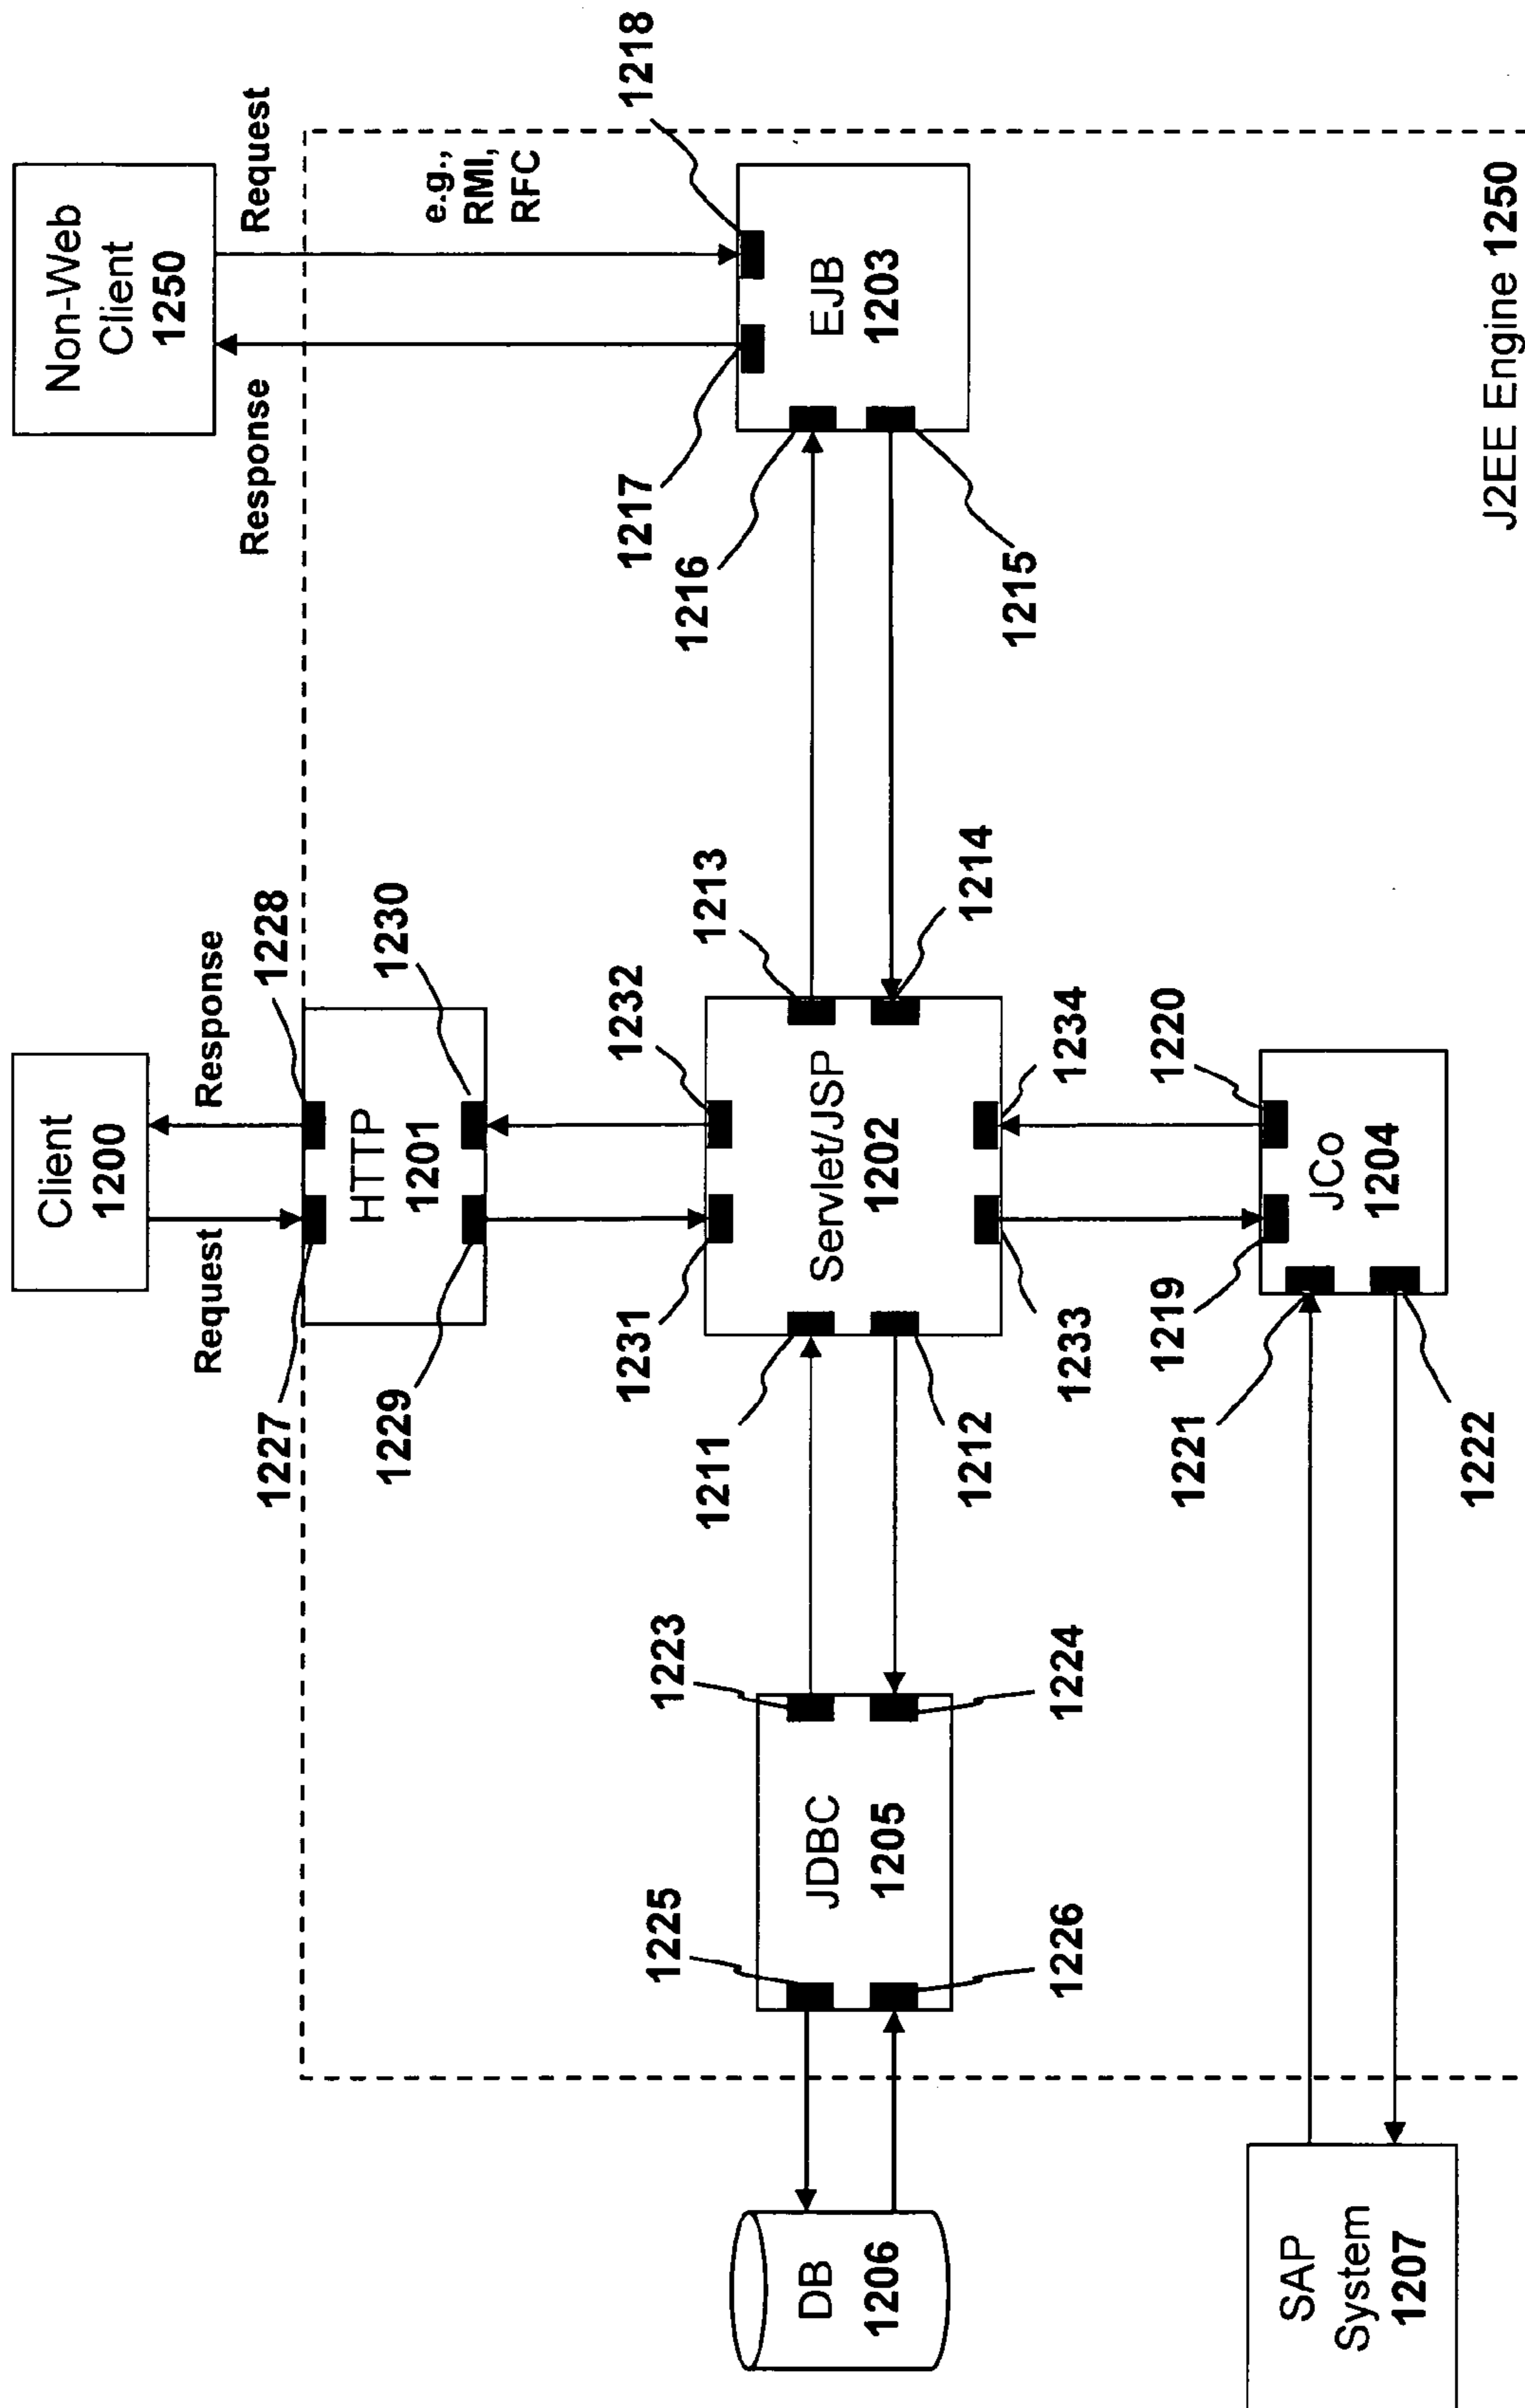 Client
1200
Non-Web
Client
1250
Request
Response
Response
Request
1227
1228
HTTP
1201
1229
1230
e.g.,
RMI,
RFC
1231
1232
1217
1218
1225
1223
1211
1213
1216
DB
1206
JDBC
1205
Servlet/JSP
1202
EJB
1203
1226
1224
1212
1214
1215
1233
1234
1219
1220
1221
SAP
System
1207
JCo
1204
1222
J2EE Engine 1250